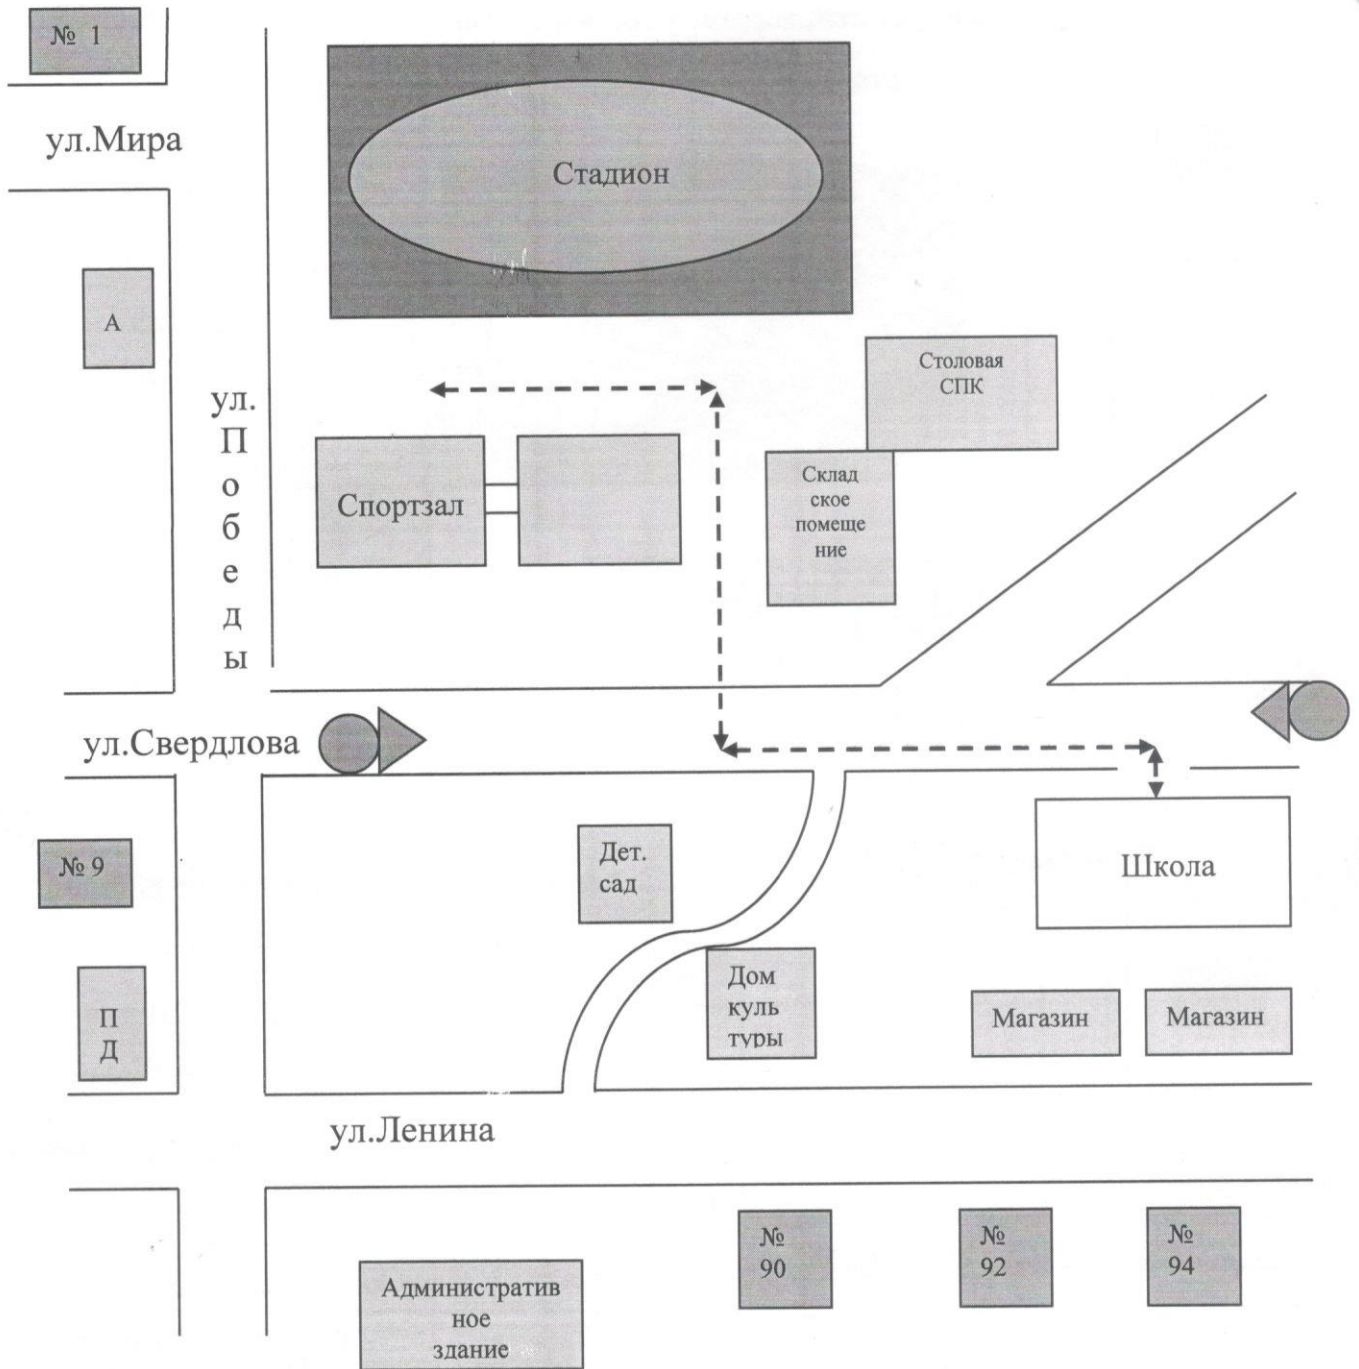 № 1
ул.Мира
Стадион
А
Столовая
СПК
ул.
П
о
б
е
д
ы
Спортзал
Склад
ское
помеще
ние
ул.Свердлова
№ 9
Дет.
сад
Школа
П
Д
Дом
куль
туры
Магазин
Магазин
ул.Ленина
№
90
№
92
№
94
Административ
ное
здание